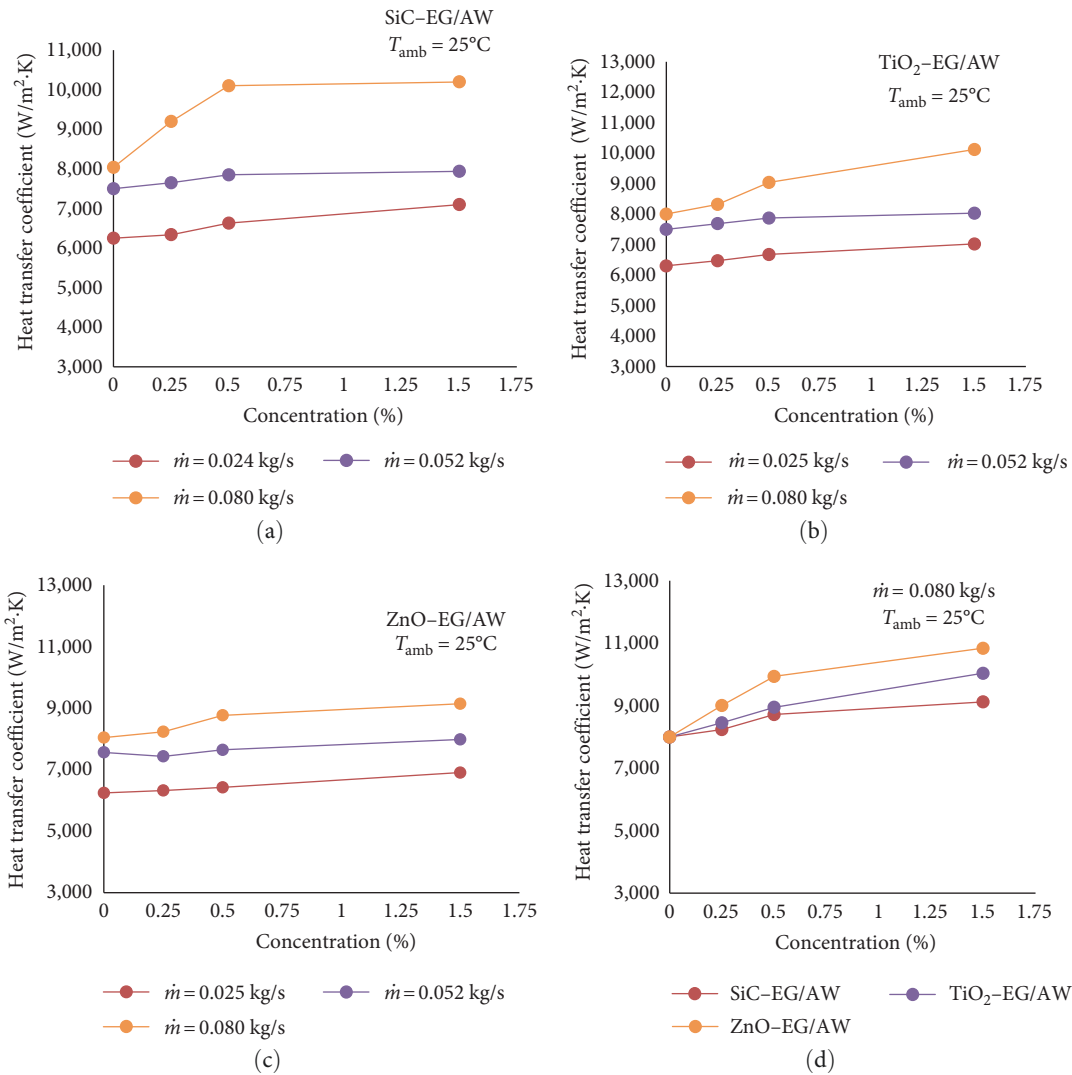 SiC–EG/AW
T_amb = 25°C
Heat transfer coefficient (W/m²·K)
11,000
10,000
9,000
8,000
7,000
6,000
5,000
4,000
3,000
0 0.25 0.5 0.75 1 1.25 1.5 1.75
Concentration (%)
ṁ = 0.024 kg/s ṁ = 0.052 kg/s
ṁ = 0.080 kg/s
(a)
TiO₂–EG/AW
T_amb = 25°C
Heat transfer coefficient (W/m²·K)
13,000
12,000
11,000
10,000
9,000
8,000
7,000
6,000
5,000
4,000
3,000
0 0.25 0.5 0.75 1 1.25 1.5 1.75
Concentration (%)
ṁ = 0.025 kg/s ṁ = 0.052 kg/s
ṁ = 0.080 kg/s
(b)
ZnO–EG/AW
T_amb = 25°C
Heat transfer coefficient (W/m²·K)
13,000
11,000
9,000
7,000
5,000
3,000
0 0.25 0.5 0.75 1 1.25 1.5 1.75
Concentration (%)
ṁ = 0.025 kg/s ṁ = 0.052 kg/s
ṁ = 0.080 kg/s
(c)
ṁ = 0.080 kg/s
T_amb = 25°C
Heat transfer coefficient (W/m²·K)
13,000
11,000
9,000
7,000
5,000
3,000
0 0.25 0.5 0.75 1 1.25 1.5 1.75
Concentration (%)
SiC–EG/AW TiO₂–EG/AW
ZnO–EG/AW
(d)